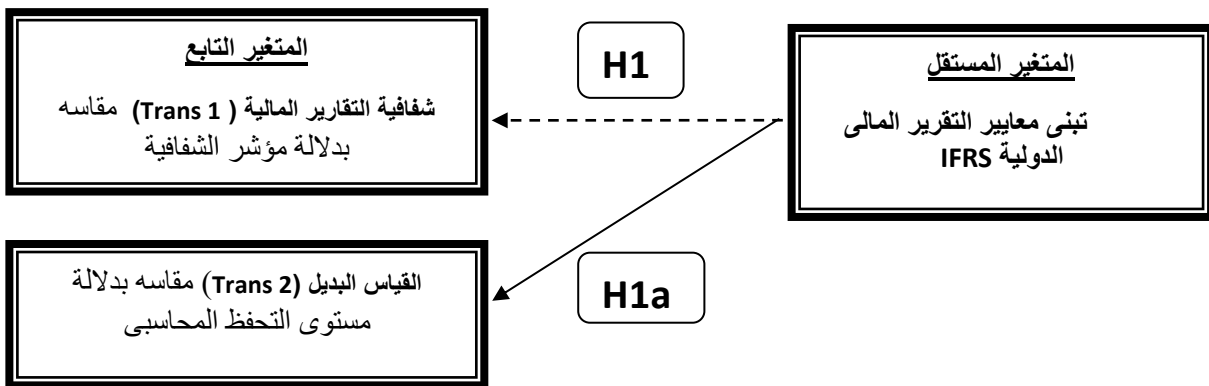 المتغير المستقل
تبنى معايير التقرير المالى
الدولية IFRS
H1
المتغير التابع
شفافية التقارير المالية ( Trans 1) مقاسه
بدلالة مؤشر الشفافية
H1a
القياس البديل (Trans 2) مقاسه بدلالة
مستوى التحفظ المحاسبى